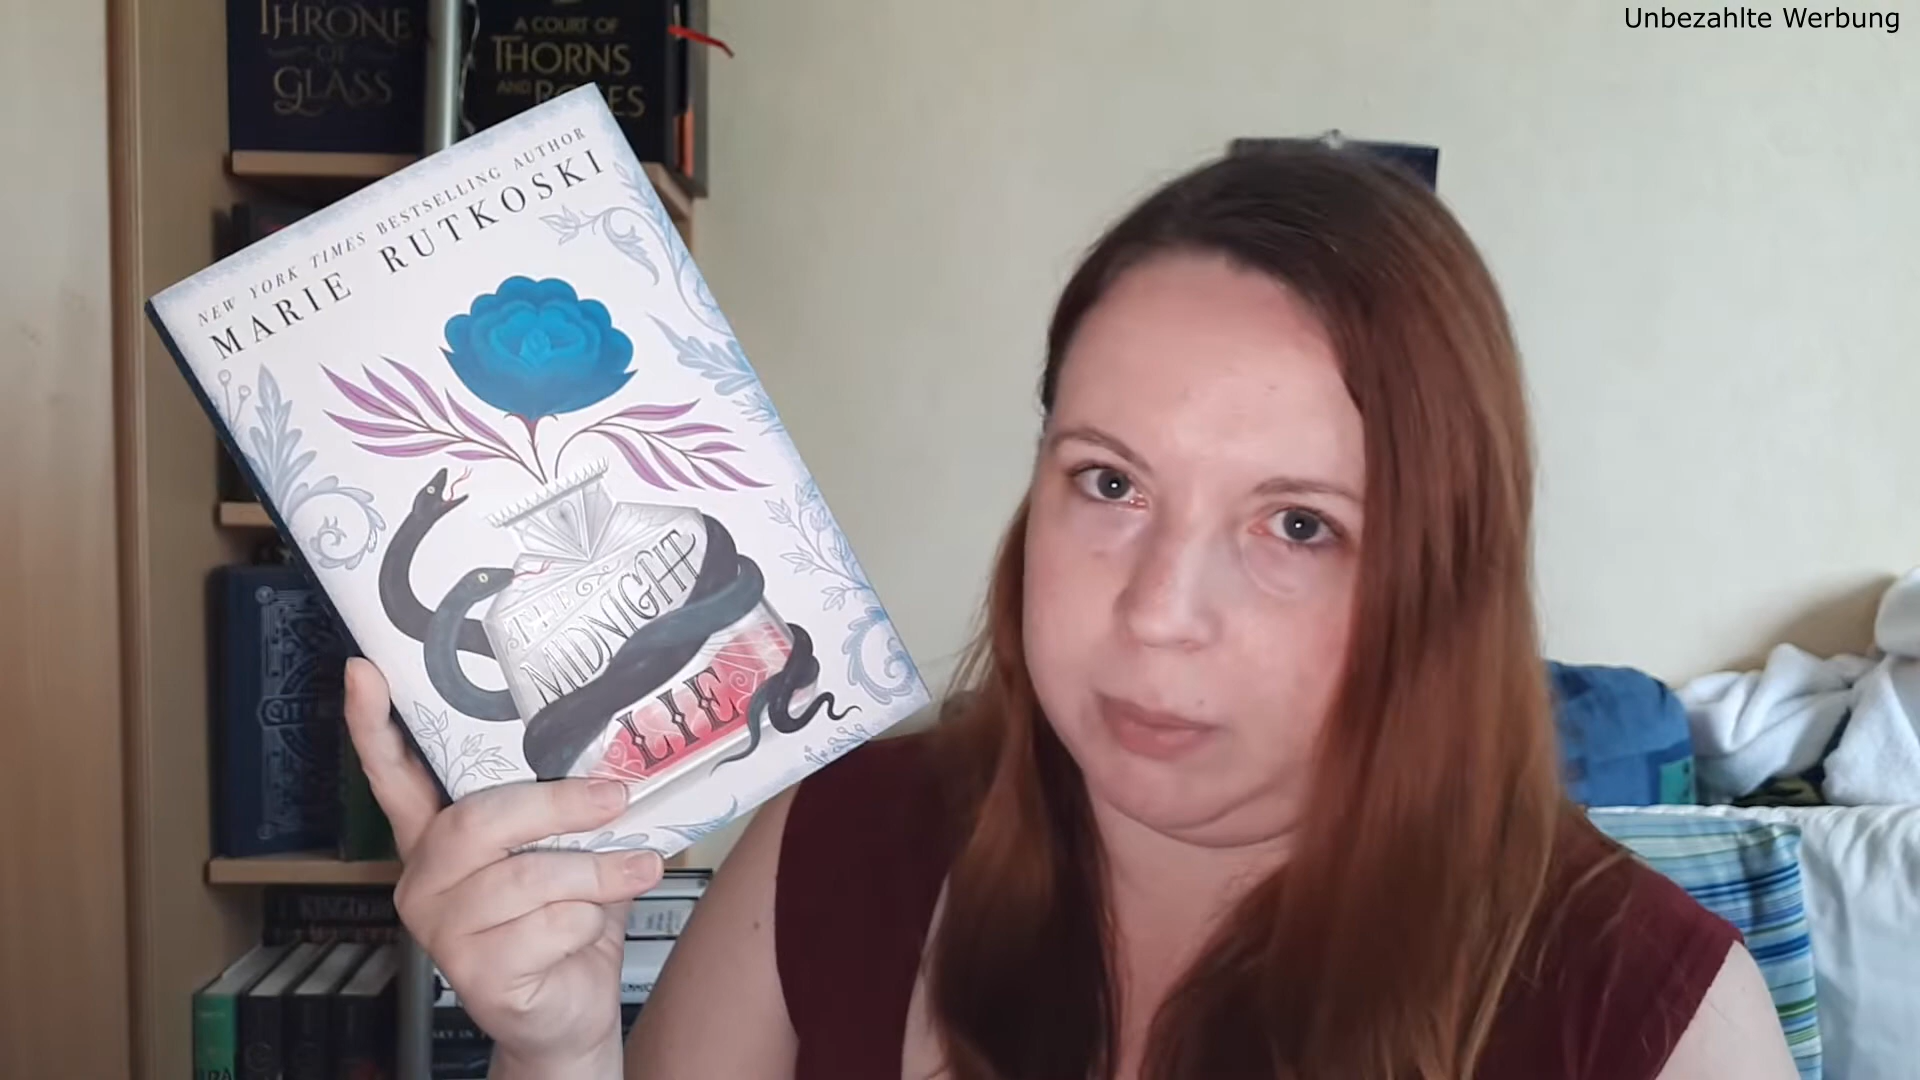 Unbezahlte Werbung
THRONE
OF
GLASS
A COURT OF
THORNS
AND ROSES
NEW YORK TIMES BESTSELLING AUTHOR
MARIE RUTKOSKI
THE
MIDNIGHT
LIE
KINGDOM